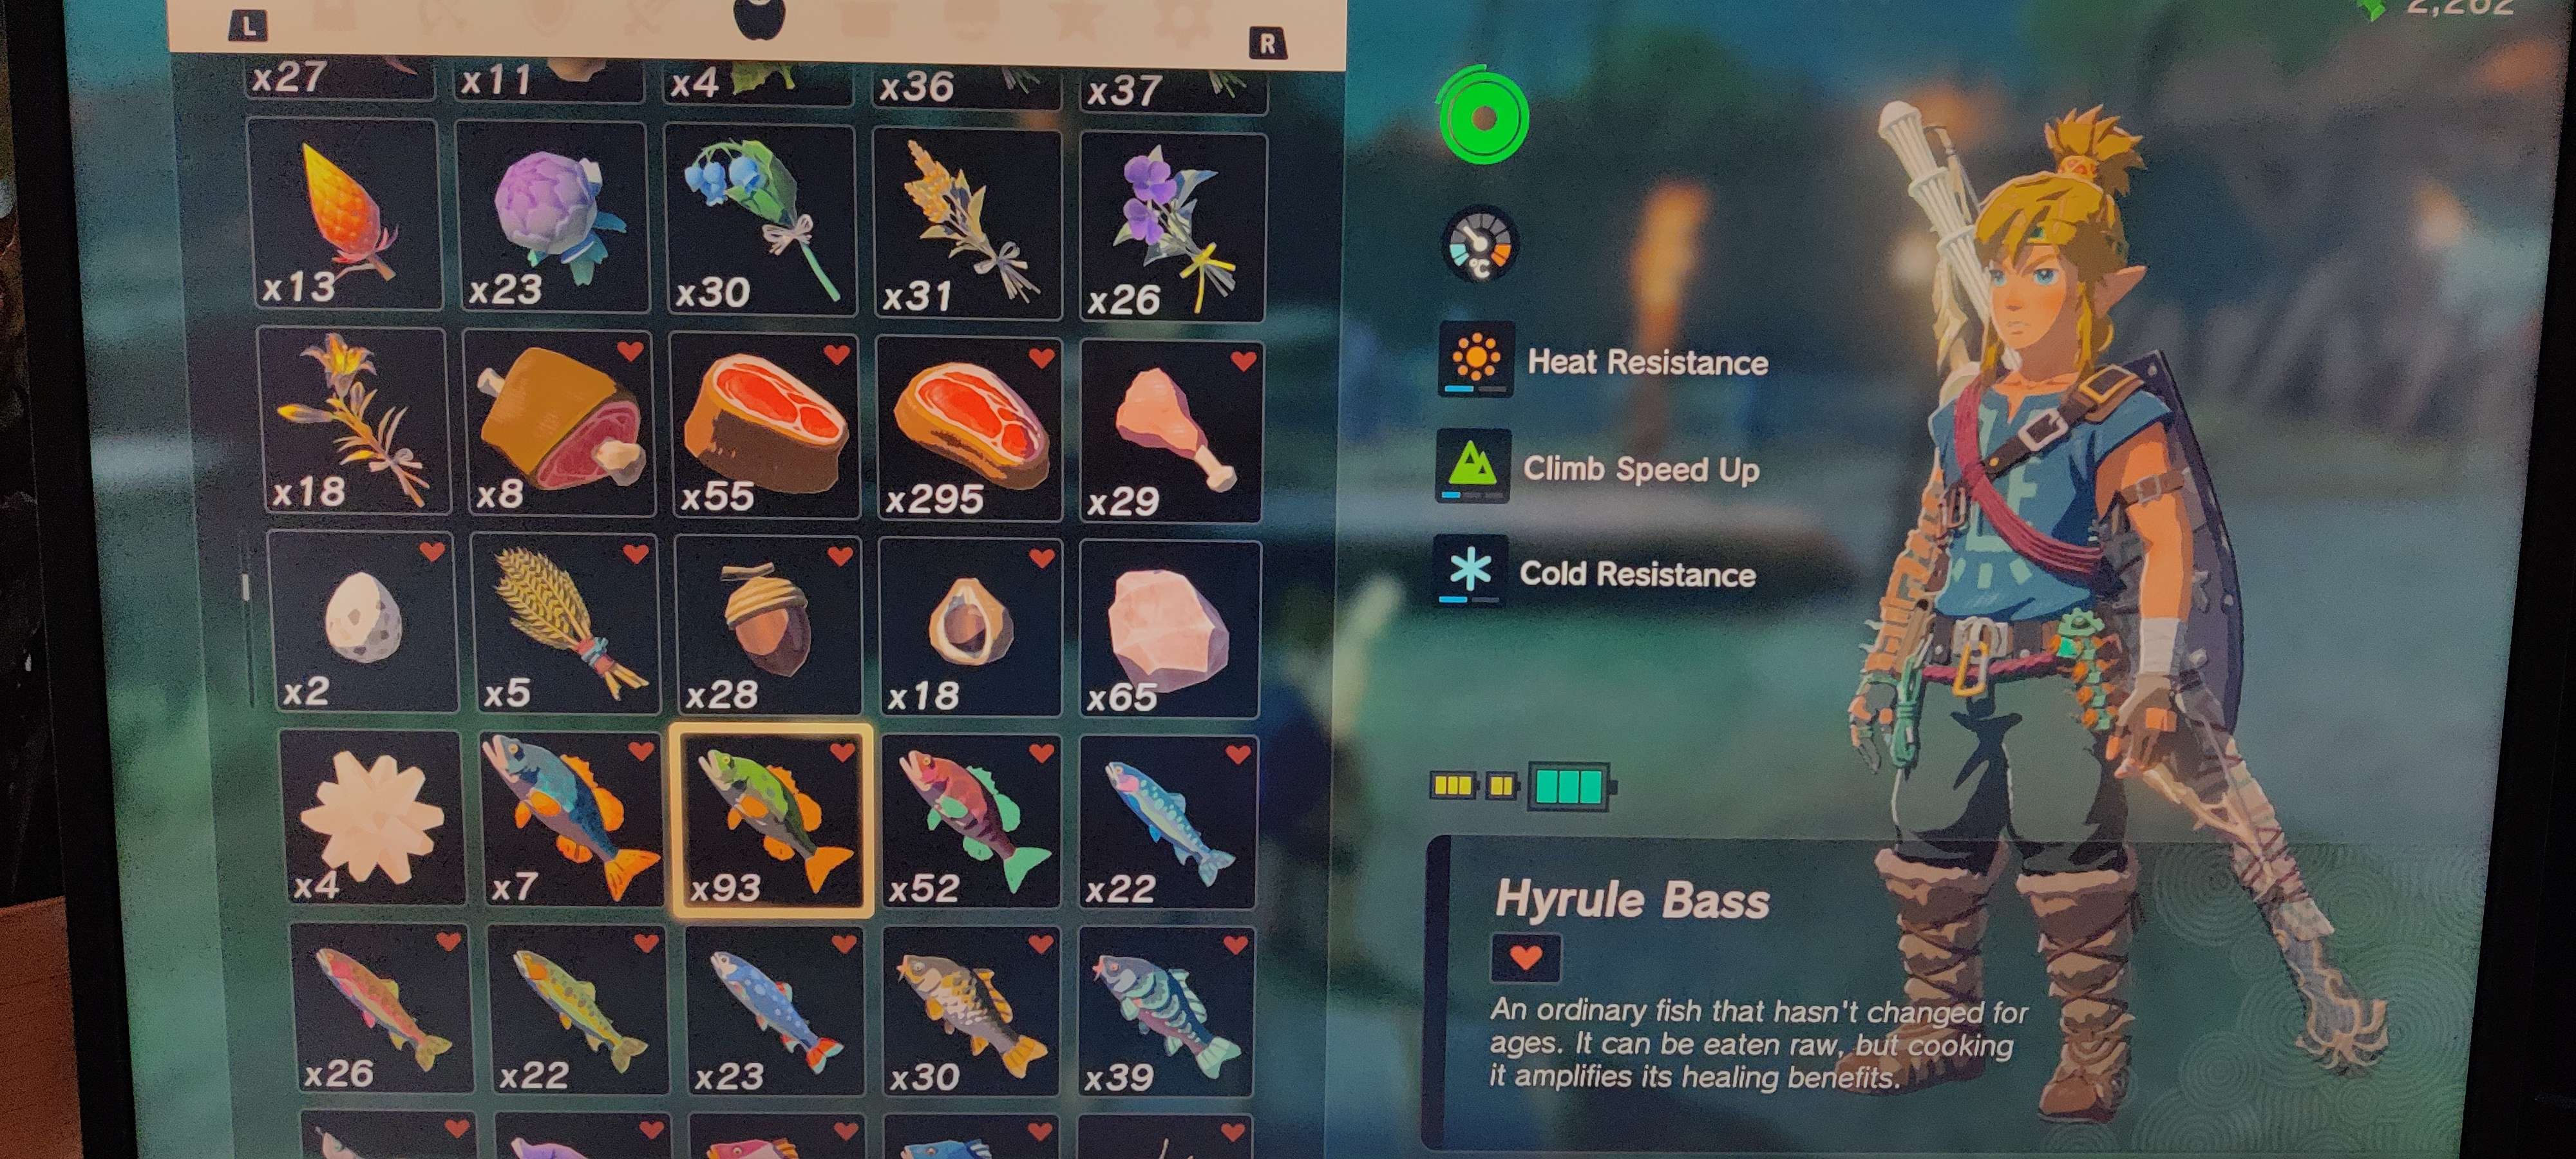 L
R
2,262
x27
x11
x4
x36
x37
x13
x23
x30
x31
x26
x18
x8
x55
x295
x29
x2
x5
x28
x18
x65
x4
x7
x93
x52
x22
x26
x22
x23
x30
x39
°C
Heat Resistance
Climb Speed Up
Cold Resistance
Hyrule Bass
An ordinary fish that hasn't changed for
ages. It can be eaten raw, but cooking
it amplifies its healing benefits.